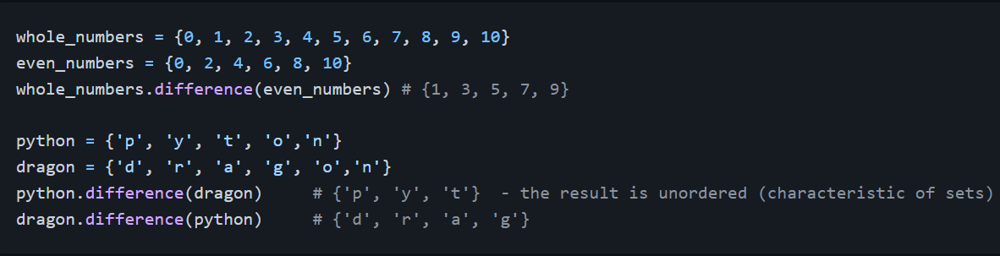 whole_numbers = {0, 1, 2, 3, 4, 5, 6, 7, 8, 9, 10}
even_numbers = {0, 2, 4, 6, 8, 10}
whole_numbers.difference(even_numbers) # {1, 3, 5, 7, 9}
python = {'p', 'y', 't', 'o','n'}
dragon = {'d', 'r', 'a', 'g', 'o','n'}
python.difference(dragon)     # {'p', 'y', 't'}  - the result is unordered (characteristic of sets)
dragon.difference(python)     # {'d', 'r', 'a', 'g'}